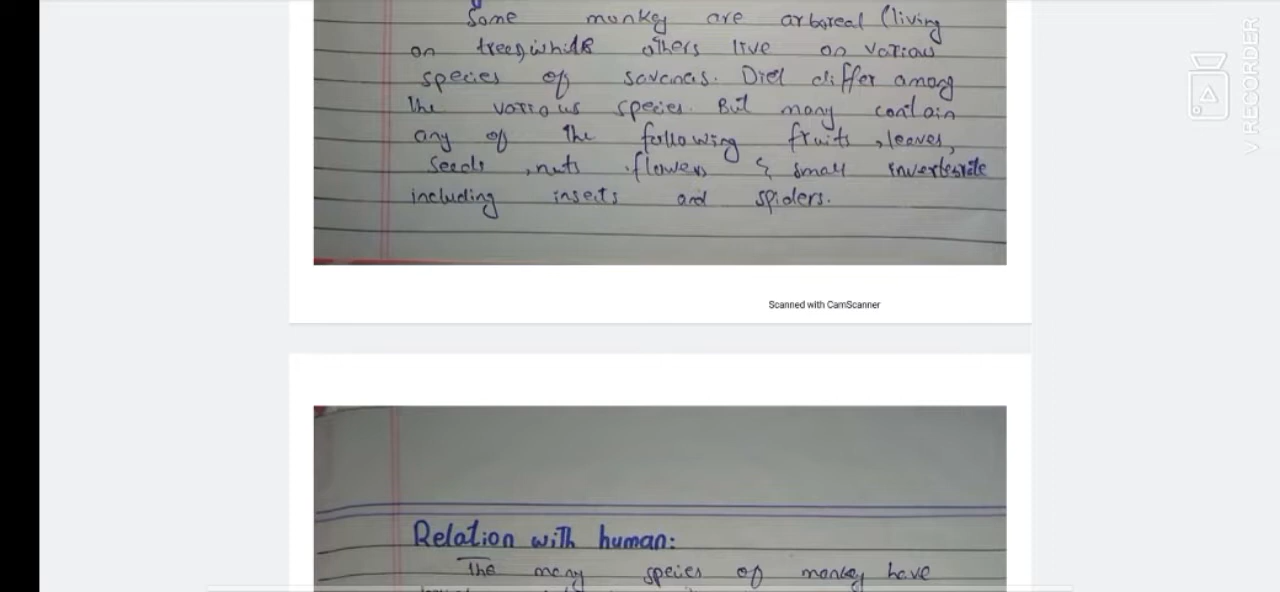 Some monkey are arboreal (living
on trees) while others live on various
species of savanas. Diet differ among
the various species. But many contain
any of the following fruits, leaves,
seeds, nuts flowers & small invertebrate
including insects and spiders.
Scanned with CamScanner
Relation with human:
The many speies of monkey have
V RECORDER